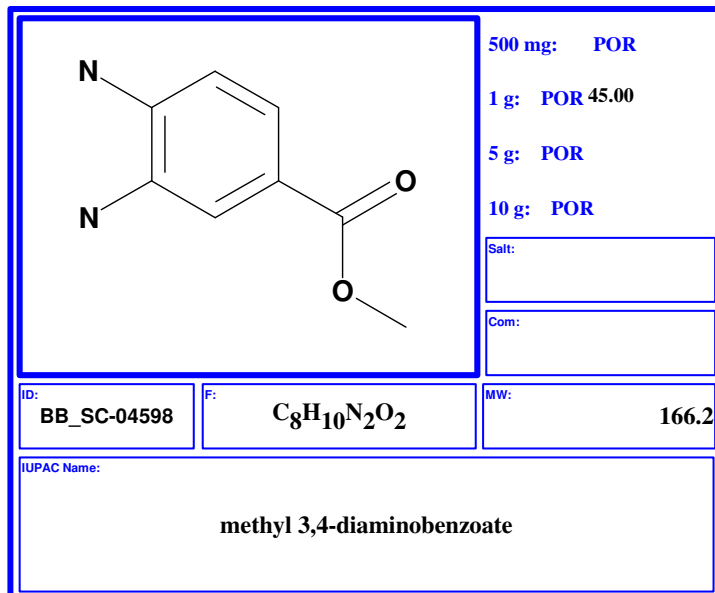 N
N
O
O
500 mg: POR
1 g: POR 45.00
5 g: POR
10 g: POR
Salt:
Com:
ID:
BB_SC-04598
F:
C₈H₁₀N₂O₂
MW:
166.2
IUPAC Name:
methyl 3,4-diaminobenzoate